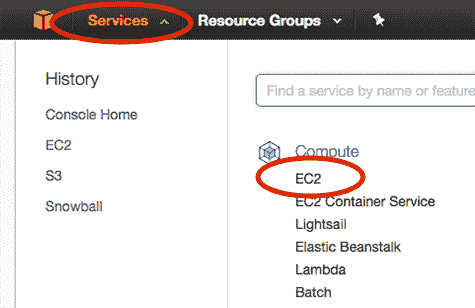 Services Resource Groups
History
Console Home
EC2
S3
Snowball
Find a service by name or feature
Compute
EC2
EC2 Container Service
Lightsail
Elastic Beanstalk
Lambda
Batch